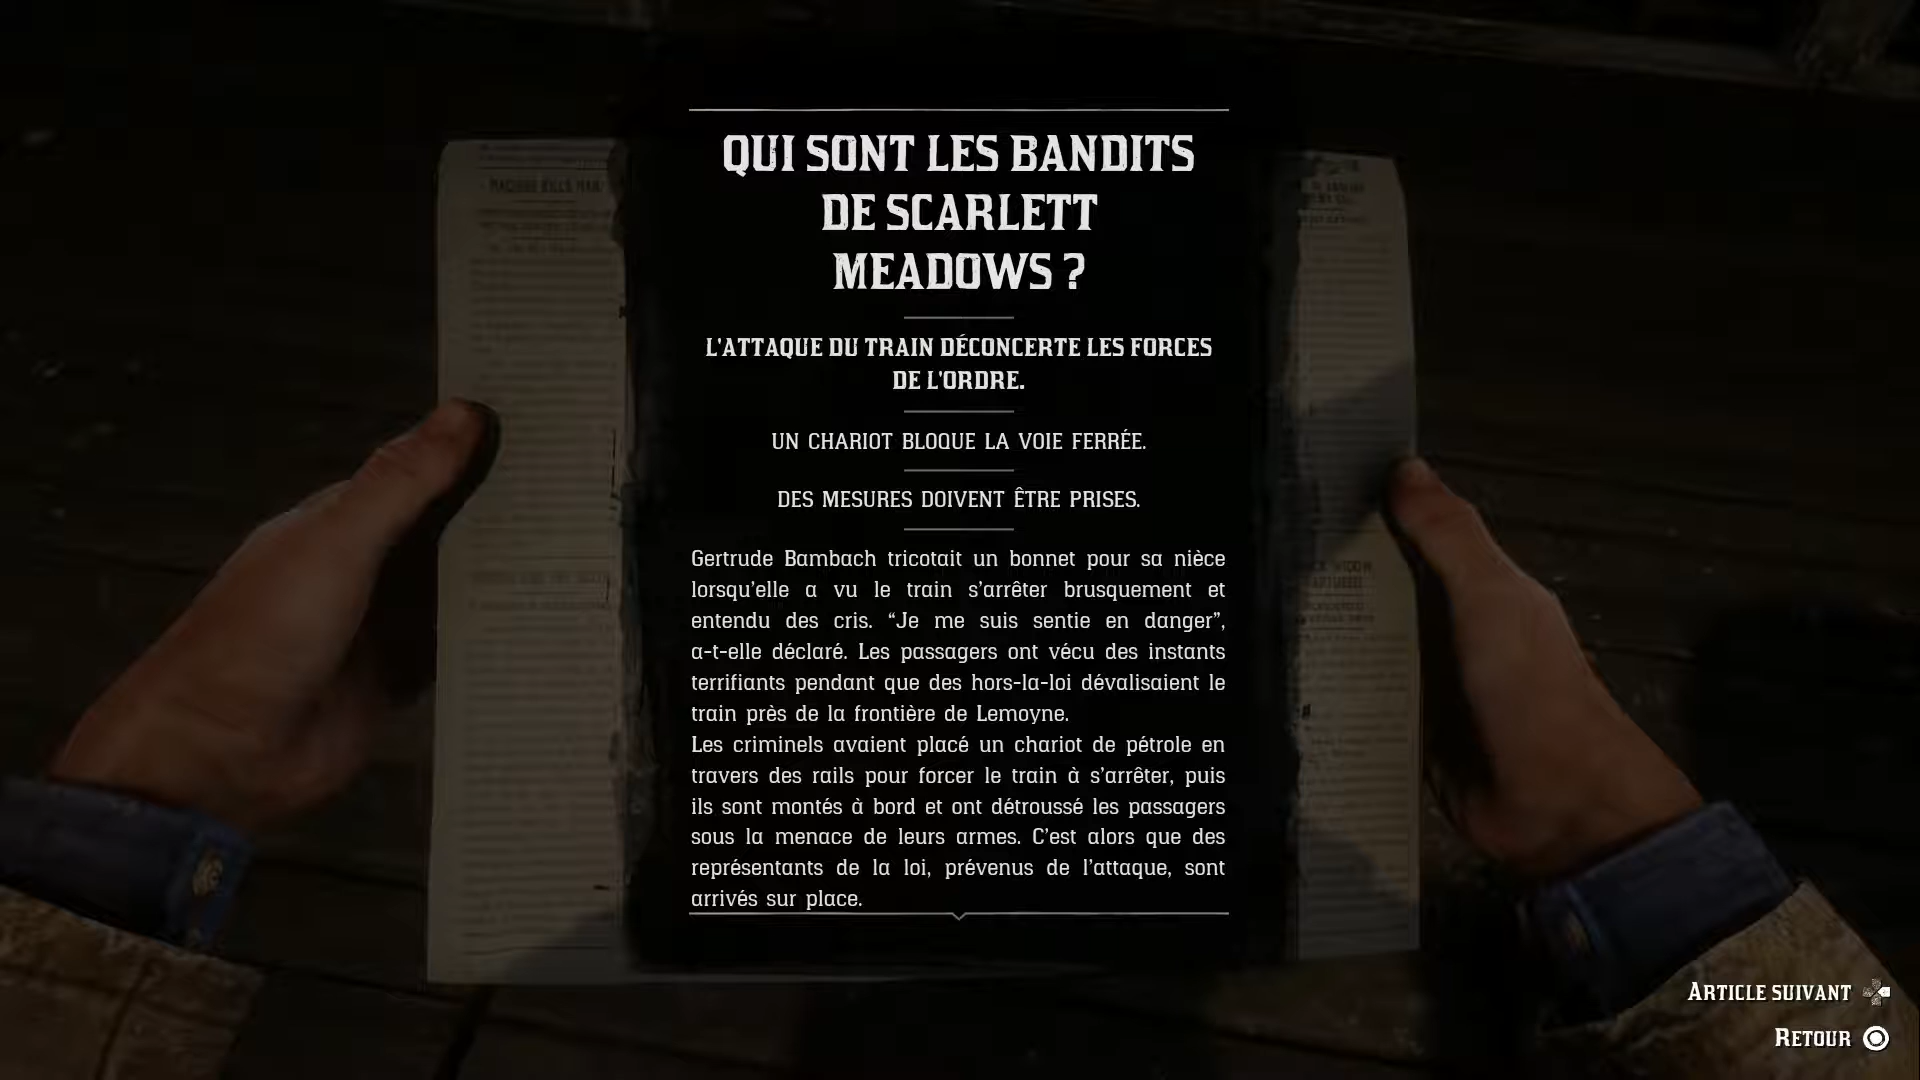 QUI SONT LES BANDITS
DE SCARLETT
MEADOWS ?
L'ATTAQUE DU TRAIN DÉCONCERTE LES FORCES
DE L'ORDRE.
UN CHARIOT BLOQUE LA VOIE FERRÉE.
DES MESURES DOIVENT ÊTRE PRISES.
Gertrude Bambach tricotait un bonnet pour sa nièce
lorsqu’elle a vu le train s’arrêter brusquement et
entendu des cris. “Je me suis sentie en danger”,
a-t-elle déclaré. Les passagers ont vécu des instants
terrifiants pendant que des hors-la-loi dévalisaient le
train près de la frontière de Lemoyne.
Les criminels avaient placé un chariot de pétrole en
travers des rails pour forcer le train à s’arrêter, puis
ils sont montés à bord et ont détroussé les passagers
sous la menace de leurs armes. C’est alors que des
représentants de la loi, prévenus de l’attaque, sont
arrivés sur place.
ARTICLE SUIVANT
RETOUR